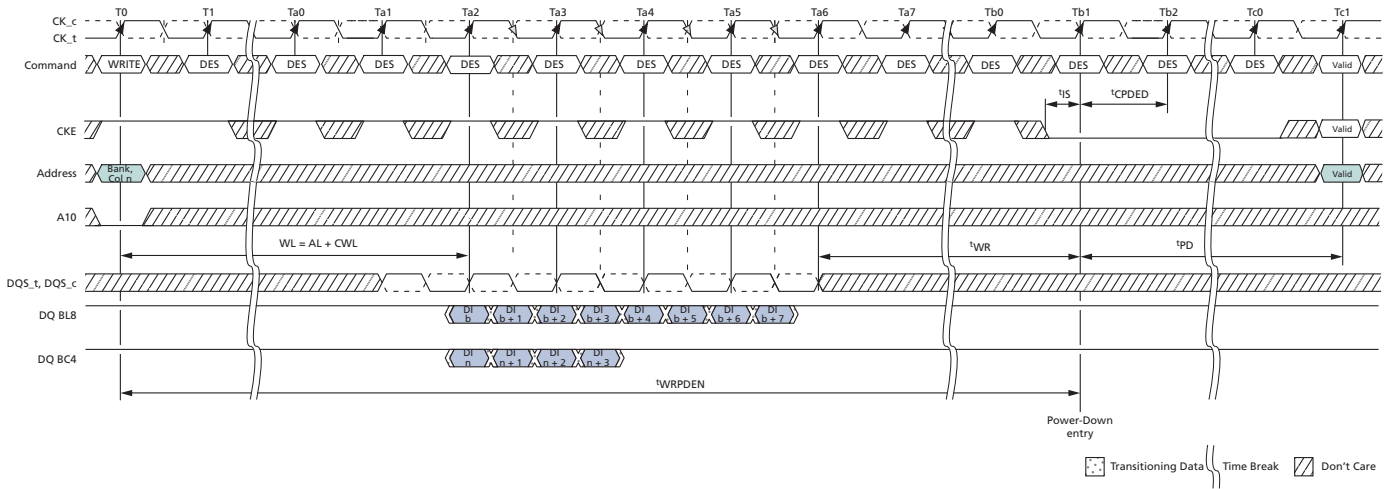 T0 T1 Ta0 Ta1 Ta2 Ta3 Ta4 Ta5 Ta6 Ta7 Tb0 Tb1 Tb2 Tc0 Tc1
CK_c
CK_t
Command WRITE DES DES DES DES DES DES DES DES DES DES DES DES DES Valid
tIS tCPDED
CKE Valid
Address Bank, Col n Valid
A10
WL = AL + CWL tWR tPD
DQS_t, DQS_c
DQ BL8 DI b DI b + 1 DI b + 2 DI b + 3 DI b + 4 DI b + 5 DI b + 6 DI b + 7
DQ BC4 DI n DI n + 1 DI n + 2 DI n + 3
tWRPDEN
Power-Down
entry
Transitioning Data Time Break Don't Care